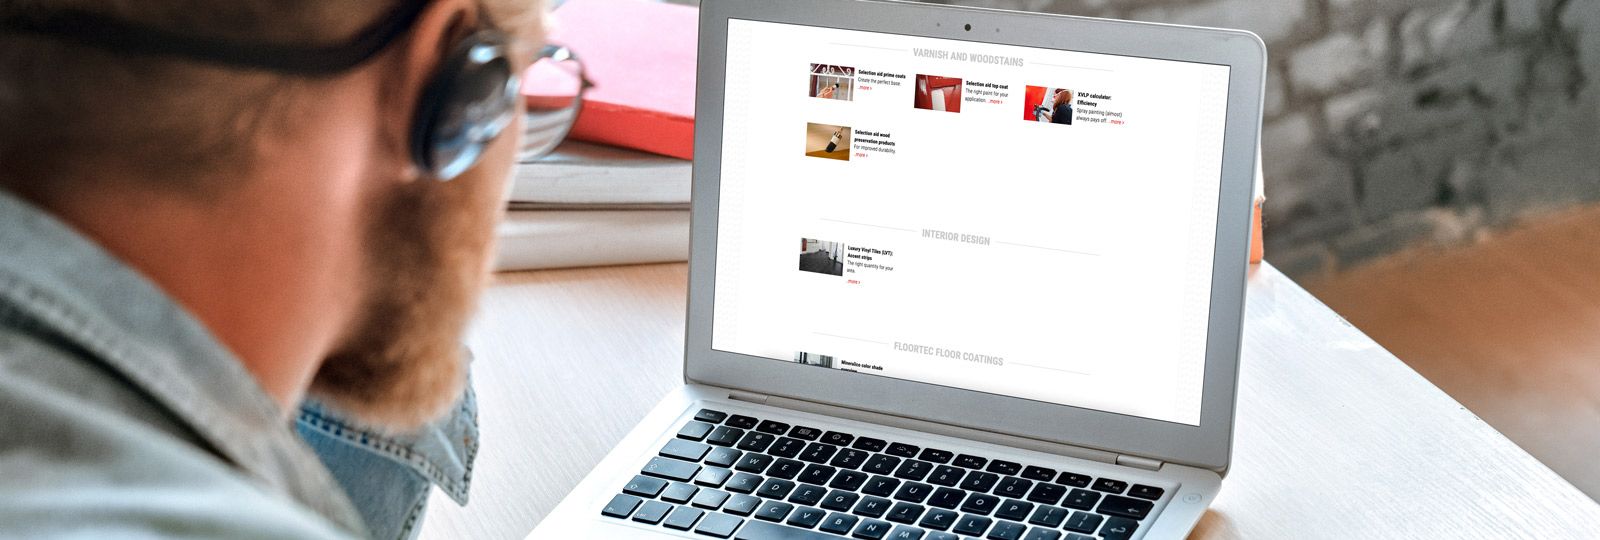 VARNISH AND WOODSTAINS
Selection aid prime coats
Create the perfect base.
...more >
Selection aid top coat
The right paint for your
application. ...more >
XVLP calculator:
Efficiency
Spray painting (almost)
always pays off. ...more >
Selection aid wood
preservation products
For improved durability.
...more >
INTERIOR DESIGN
Luxury Vinyl Tiles (LVT):
Accent strips
The right quantity for your
area.
...more >
FLOORTEC FLOOR COATINGS
Mineralico color shade